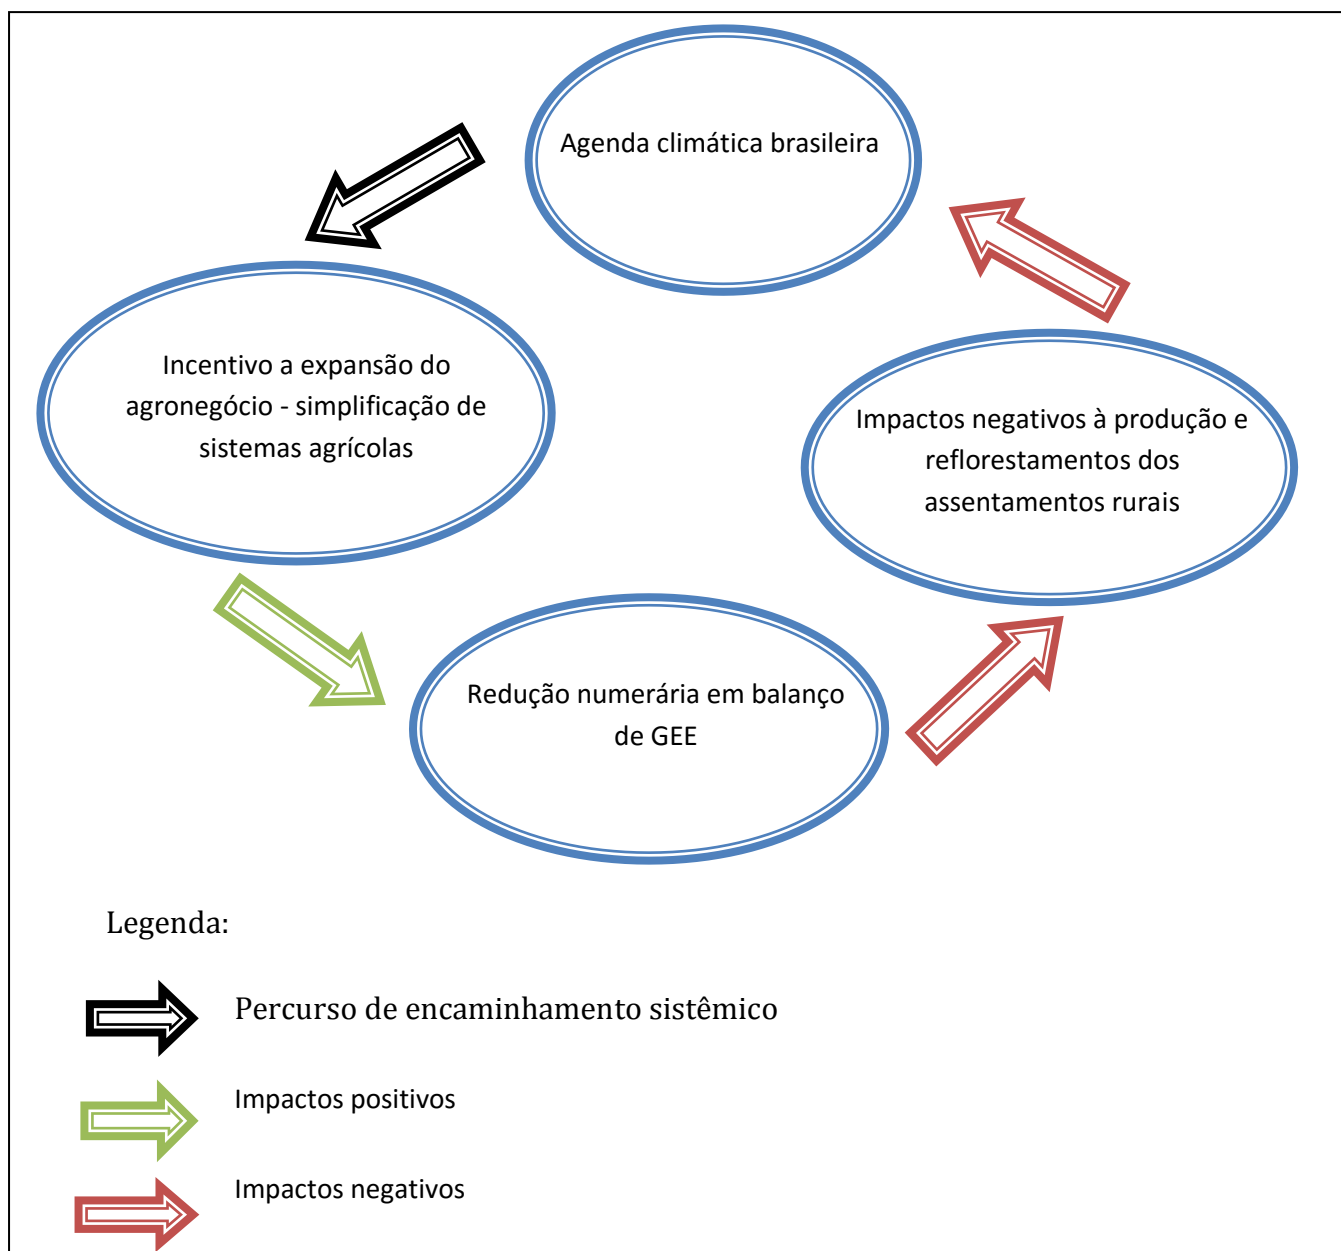 Agenda climática brasileira
Incentivo a expansão do
agronegócio - simplificação de
sistemas agrícolas
Impactos negativos à produção e
reflorestamentos dos
assentamentos rurais
Redução numerária em balanço
de GEE
Legenda:
Percurso de encaminhamento sistêmico
Impactos positivos
Impactos negativos